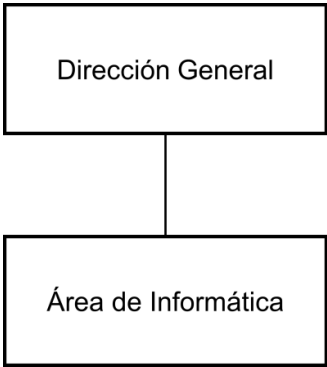 Dirección General
Área de Informática